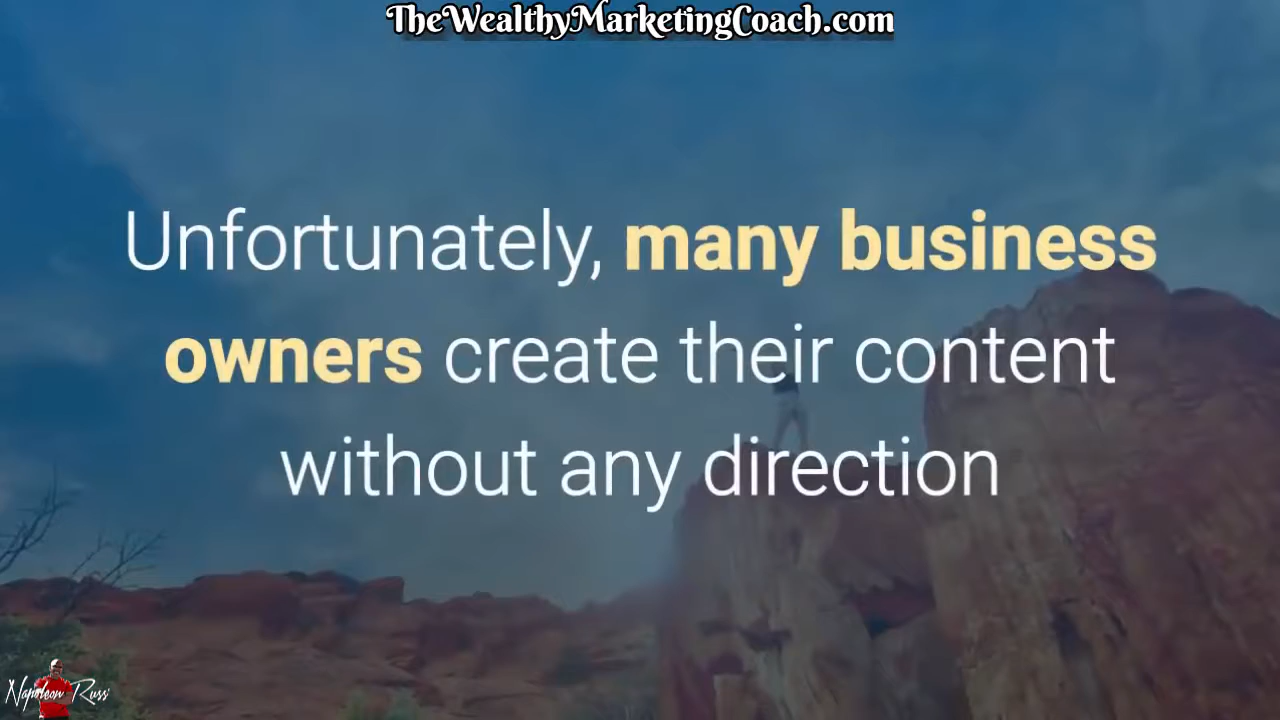 TheWealthyMarketingCoach.com
Unfortunately, many business
owners create their content
without any direction
Napoleon Russ